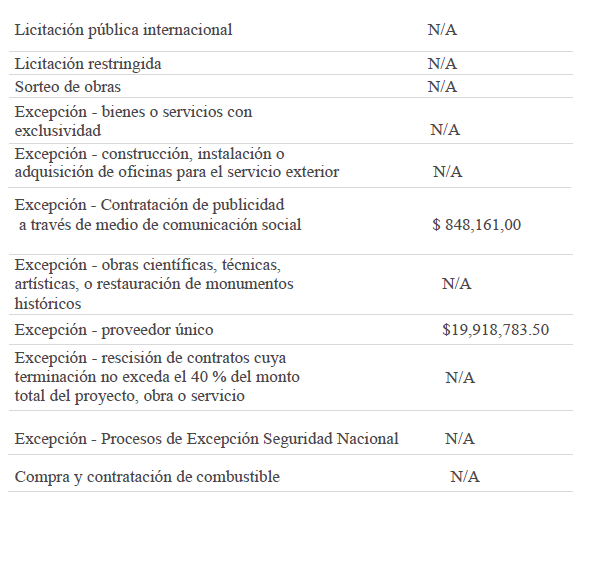 Licitación pública internacional N/A
Licitación restringida N/A
Sorteo de obras N/A
Excepción - bienes o servicios con
exclusividad N/A
Excepción - construcción, instalación o
adquisición de oficinas para el servicio exterior N/A
Excepción - Contratación de publicidad
a través de medio de comunicación social $ 848,161,00
Excepción - obras científicas, técnicas,
artísticas, o restauración de monumentos N/A
históricos
Excepción - proveedor único $19,918,783.50
Excepción - rescisión de contratos cuya
terminación no exceda el 40 % del monto N/A
total del proyecto, obra o servicio
Excepción - Procesos de Excepción Seguridad Nacional N/A
Compra y contratación de combustible N/A